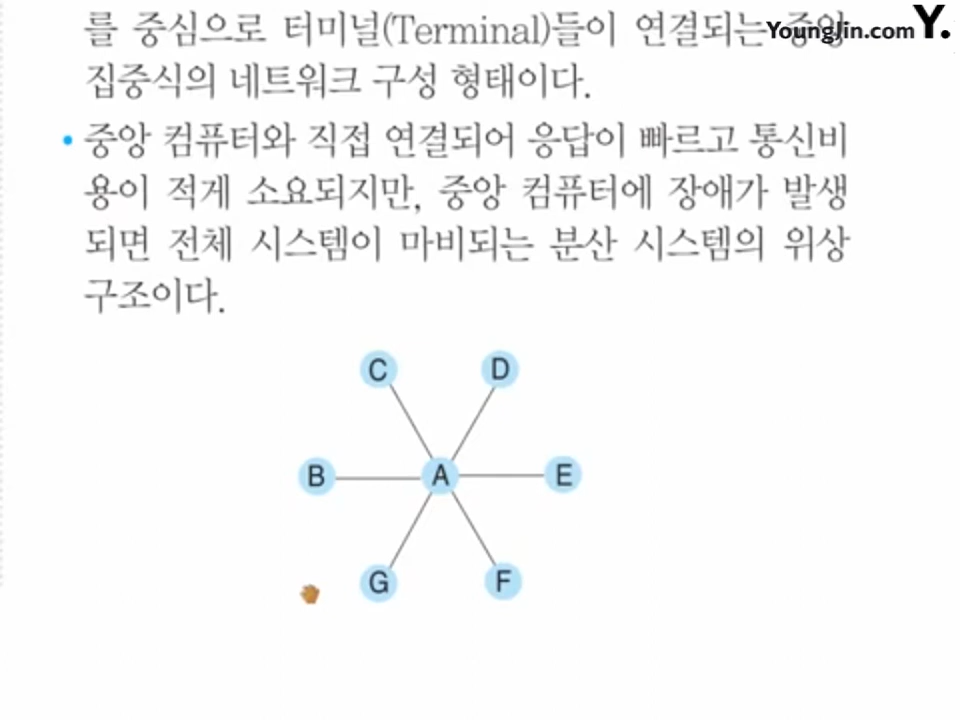 를 중심으로 터미널(Terminal)들이 연결되는 중앙
YoungJin.com Y.
집중식의 네트워크 구성 형태이다.
• 중앙 컴퓨터와 직접 연결되어 응답이 빠르고 통신비
용이 적게 소요되지만, 중앙 컴퓨터에 장애가 발생
되면 전체 시스템이 마비되는 분산 시스템의 위상
구조이다.
C D
B A E
G F